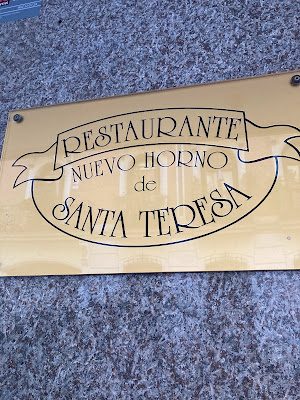 RESTAURANTE
NUEVO HORNO
de
SANTA TERESA